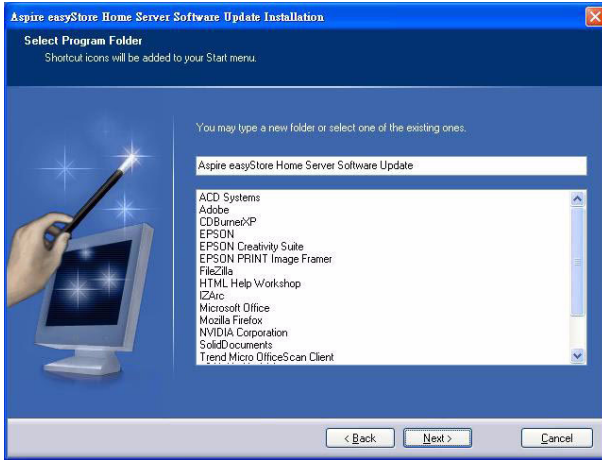 Aspire easyStore Home Server Software Update Installation
Select Program Folder
Shortcut icons will be added to your Start menu.
You may type a new folder or select one of the existing ones.
Aspire easyStore Home Server Software Update
ACD Systems
Adobe
CDBurnerXP
EPSON
EPSON Creativity Suite
EPSON PRINT Image Framer
FileZilla
HTML Help Workshop
IZArc
Microsoft Office
Mozilla Firefox
NVIDIA Corporation
SolidDocuments
Trend Micro OfficeScan Client
< Back
Next >
Cancel